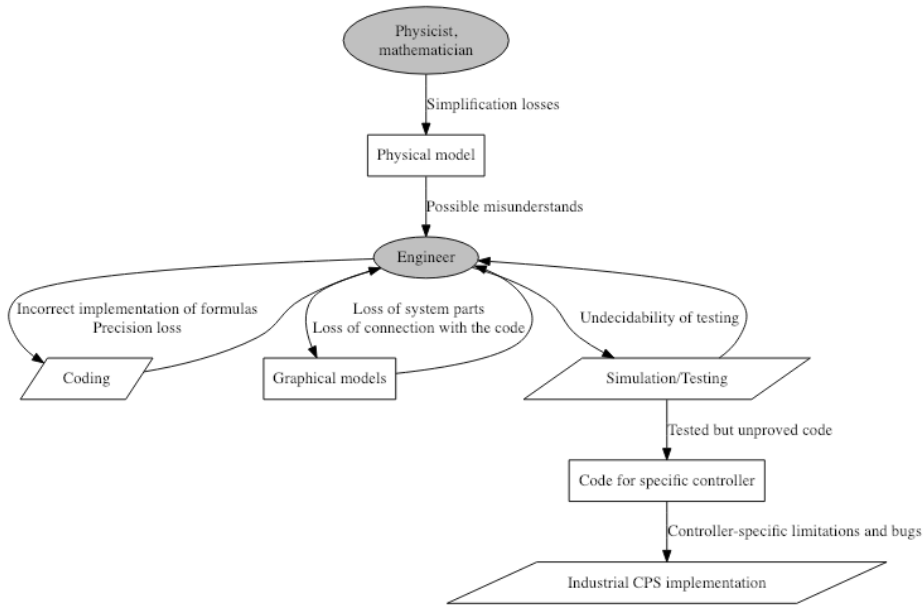 Physicist,
mathematician
Simplification losses
Physical model
Possible misunderstands
Engineer
Incorrect implementation of formulas
Precision loss
Loss of system parts
Loss of connection with the code
Undecidability of testing
Coding
Graphical models
Simulation/Testing
Tested but unproved code
Code for specific controller
Controller-specific limitations and bugs
Industrial CPS implementation